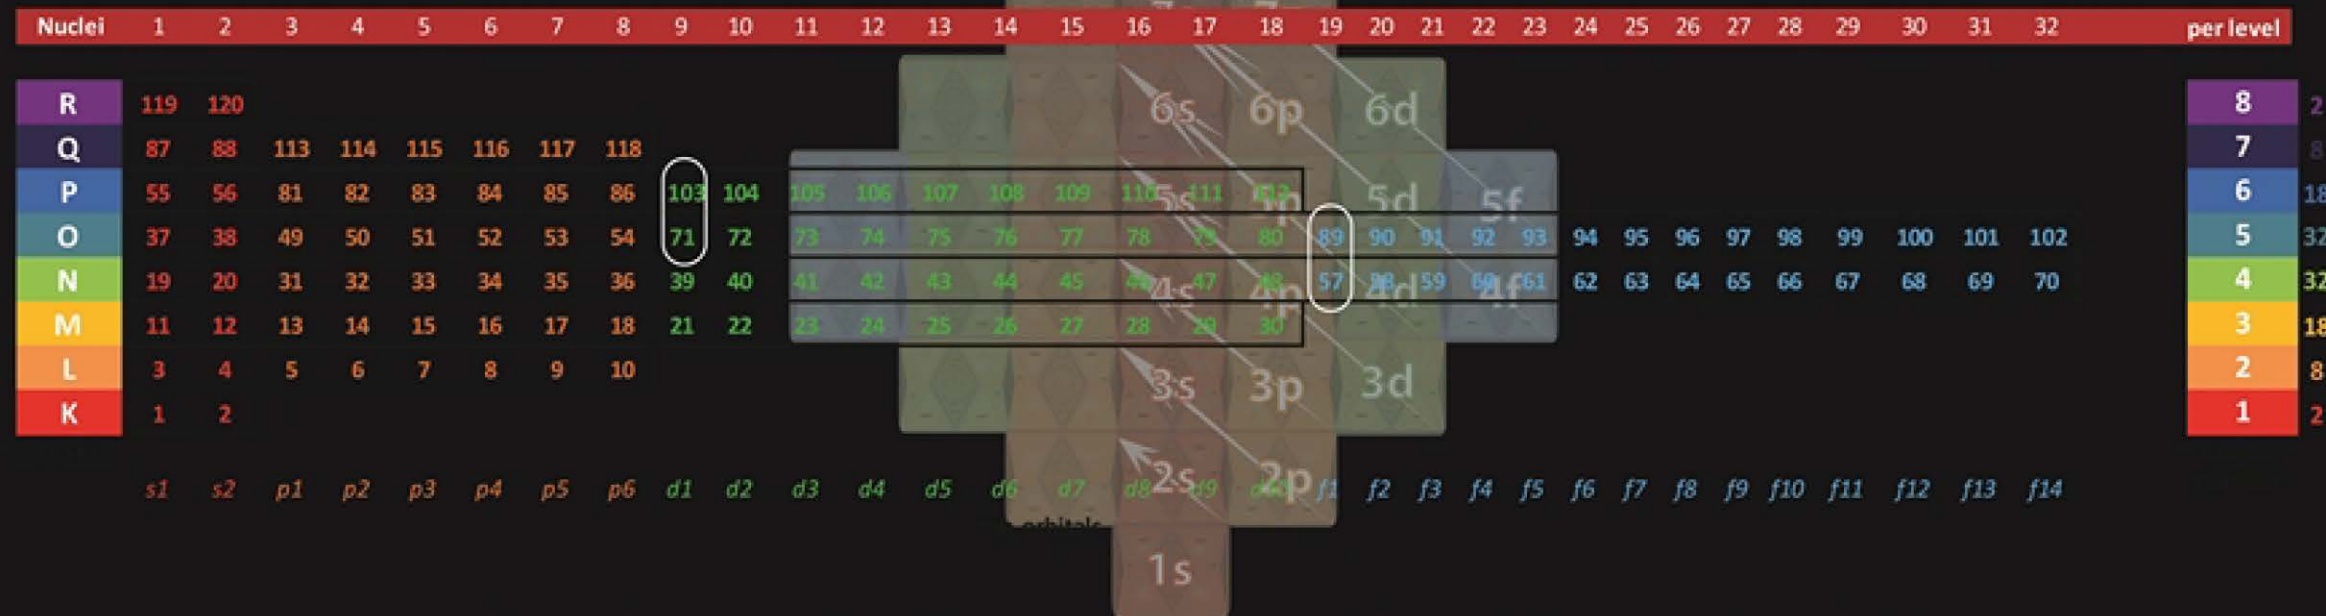 Nuclei 1 2 3 4 5 6 7 8 9 10 11 12 13 14 15 16 17 18 19 20 21 22 23 24 25 26 27 28 29 30 31 32 per level
R 119 120 6s 6p 6d 8 2
Q 87 88 113 114 115 116 117 118 7 8
P 55 56 81 82 83 84 85 86 103 104 105 106 107 108 109 110 111 112 5s 5p 5d 5f 6 18
O 37 38 49 50 51 52 53 54 71 72 73 74 75 76 77 78 79 80 89 90 91 92 93 94 95 96 97 98 99 100 101 102 5 32
N 19 20 31 32 33 34 35 36 39 40 41 42 43 44 45 46 47 48 57 58 59 60 61 62 63 64 65 66 67 68 69 70 4s 4p 4d 4f 4 32
M 11 12 13 14 15 16 17 18 21 22 23 24 25 26 27 28 29 30 3 18
L 3 4 5 6 7 8 9 10 3s 3p 3d 2 8
K 1 2 1 2
s1 s2 p1 p2 p3 p4 p5 p6 d1 d2 d3 d4 d5 d6 d7 d8 d9 d10 f1 f2 f3 f4 f5 f6 f7 f8 f9 f10 f11 f12 f13 f14
2s 2p
orbitals
1s